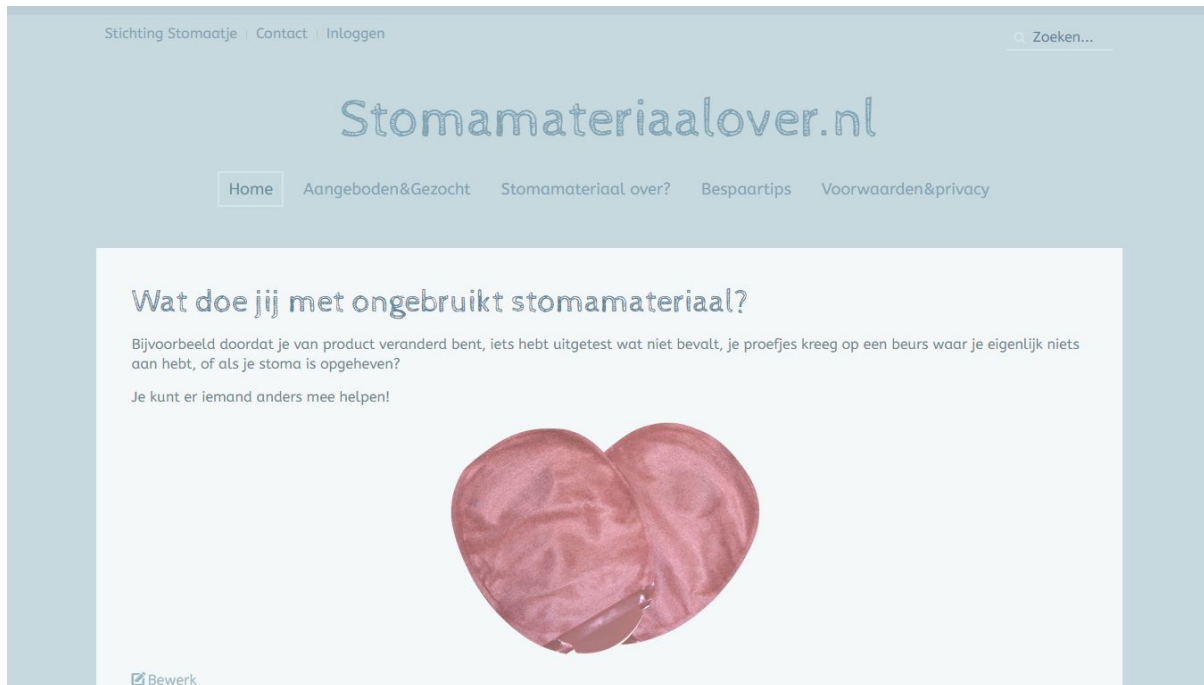 Stichting Stomaatje | Contact | Inloggen
Zoeken...
Stomamateriaalover.nl
Home Aangeboden&Gezocht Stomamateriaal over? Bespaartips Voorwaarden&privacy
Wat doe jij met ongebruikt stomamateriaal?
Bijvoorbeeld doordat je van product veranderd bent, iets hebt uitgetest wat niet bevalt, je proefjes kreeg op een beurs waar je eigenlijk niets
aan hebt, of als je stoma is opgeheven?
Je kunt er iemand anders mee helpen!
Bewerk